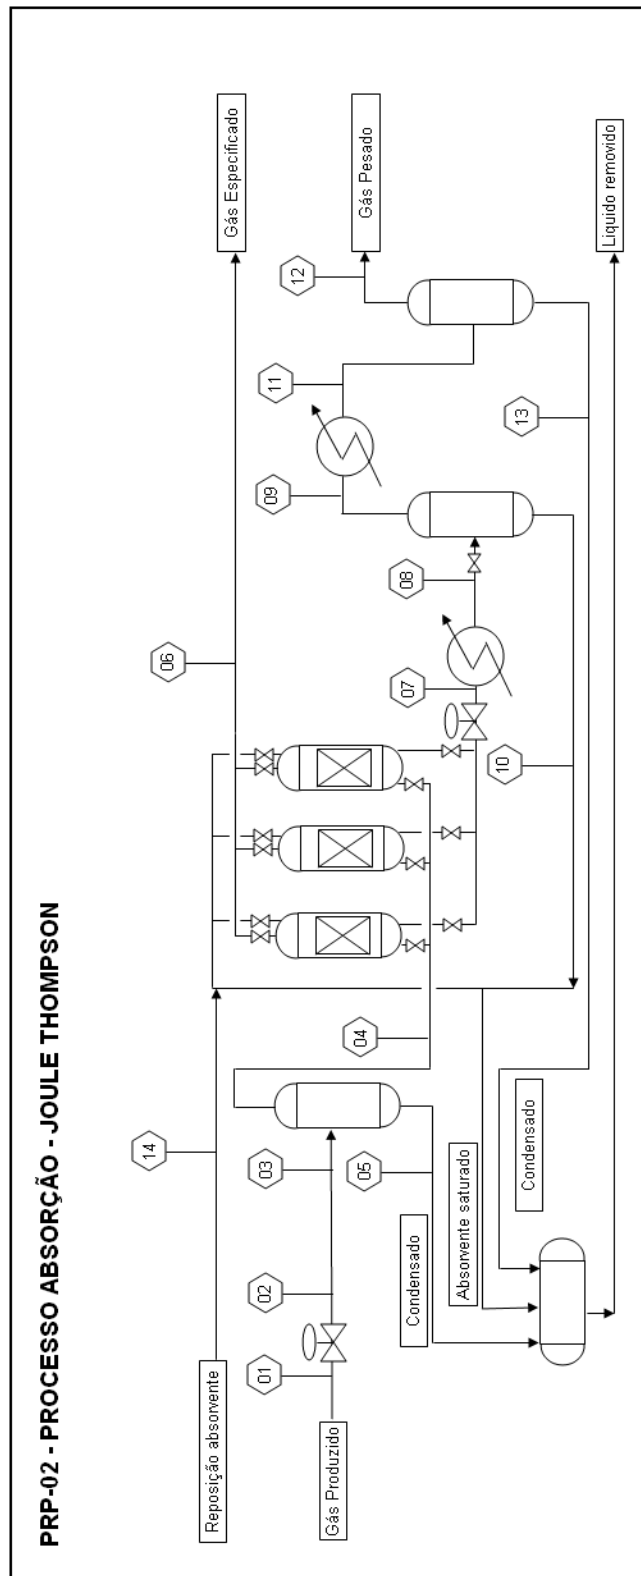 PRP-02 - PROCESSO ABSORÇÃO - JOULE THOMPSON
Reposição absorvente
14
06
Gás Especificado
Gás Produzido
01
02
03
04
05
07
08
09
11
12
Gás Pesado
10
13
Condensado
Absorvente saturado
Condensado
Liquido removido